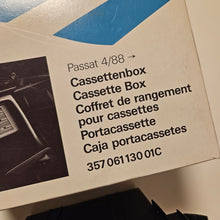 Passat 4/88 →
Cassettenbox
Cassette Box
Coffret de rangement
pour cassettes
Portacassette
Caja portacassetes
357 061 130 01C